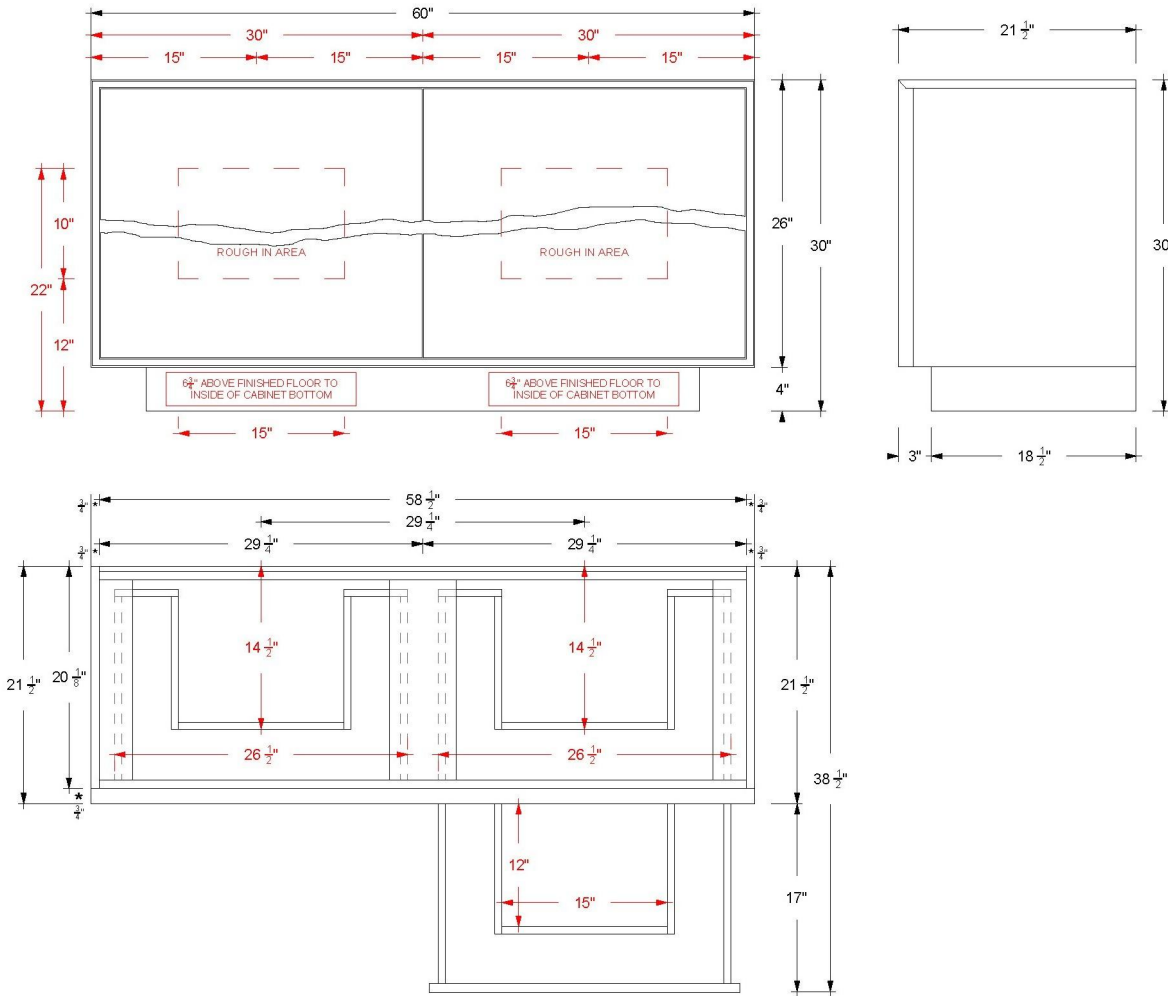 60"
30" 30"
15" 15" 15" 15"
21 1/2"
10"
22"
12"
ROUGH IN AREA
ROUGH IN AREA
26"
30"
30
4"
6 3/4" ABOVE FINISHED FLOOR TO
INSIDE OF CABINET BOTTOM
6 3/4" ABOVE FINISHED FLOOR TO
INSIDE OF CABINET BOTTOM
15" 15"
3" 18 1/2"
3/4" * 58 1/2" * 3/4"
29 1/4"
3/4" * 29 1/4" 29 1/4" * 3/4"
14 1/2" 14 1/2"
21 1/2" 20 1/8" 21 1/2"
26 1/2" 26 1/2"
38 1/2"
*
3/4"
12"
15"
17"